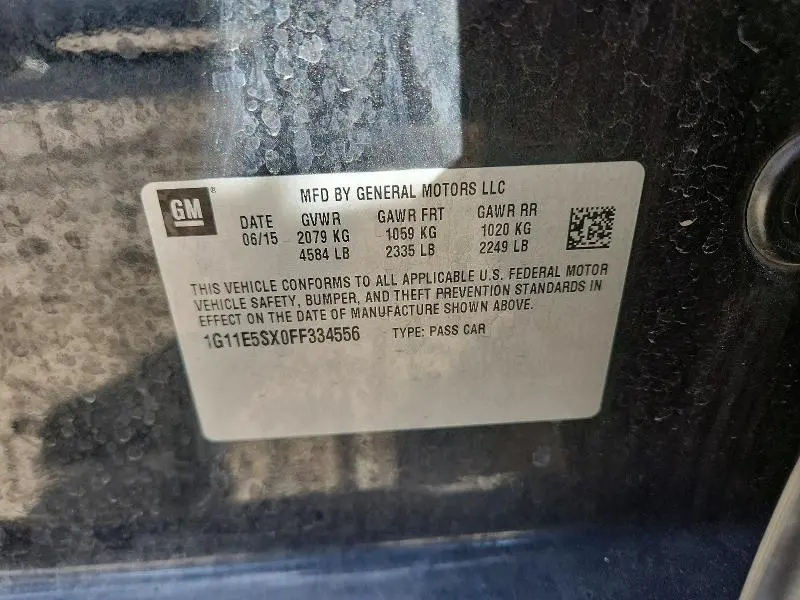 GM ®
MFD BY GENERAL MOTORS LLC
DATE GVWR GAWR FRT GAWR RR
06/15 2079 KG 1059 KG 1020 KG
4584 LB 2335 LB 2249 LB
THIS VEHICLE CONFORMS TO ALL APPLICABLE U.S. FEDERAL MOTOR
VEHICLE SAFETY, BUMPER, AND THEFT PREVENTION STANDARDS IN
EFFECT ON THE DATE OF MANUFACTURE SHOWN ABOVE.
1G11E5SX0FF334556 TYPE: PASS CAR